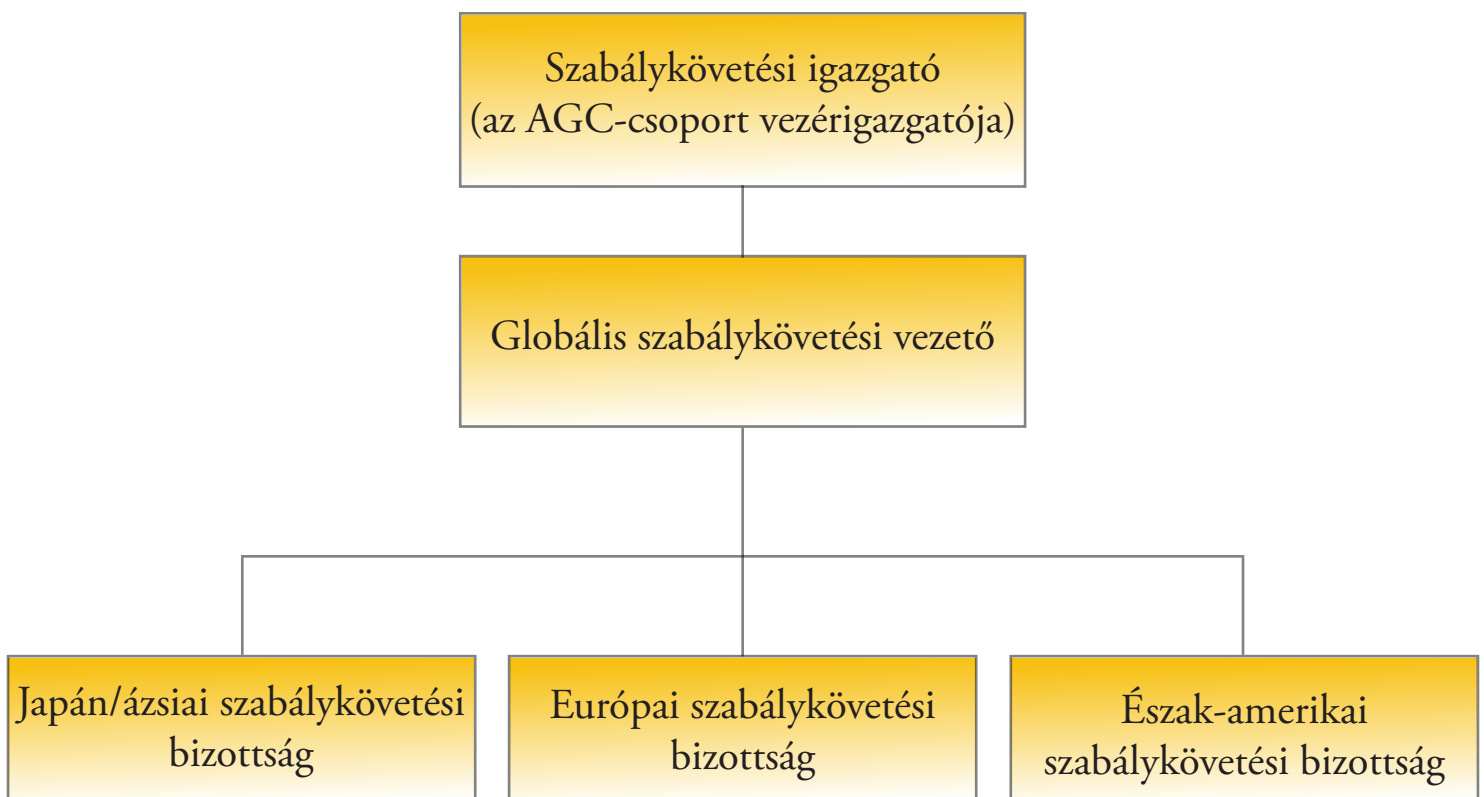 Szabálykövetési igazgató
(az AGC-csoport vezérigazgatója)
Globális szabálykövetési vezető
Japán/ázsiai szabálykövetési
bizottság
Európai szabálykövetési
bizottság
Észak-amerikai
szabálykövetési bizottság